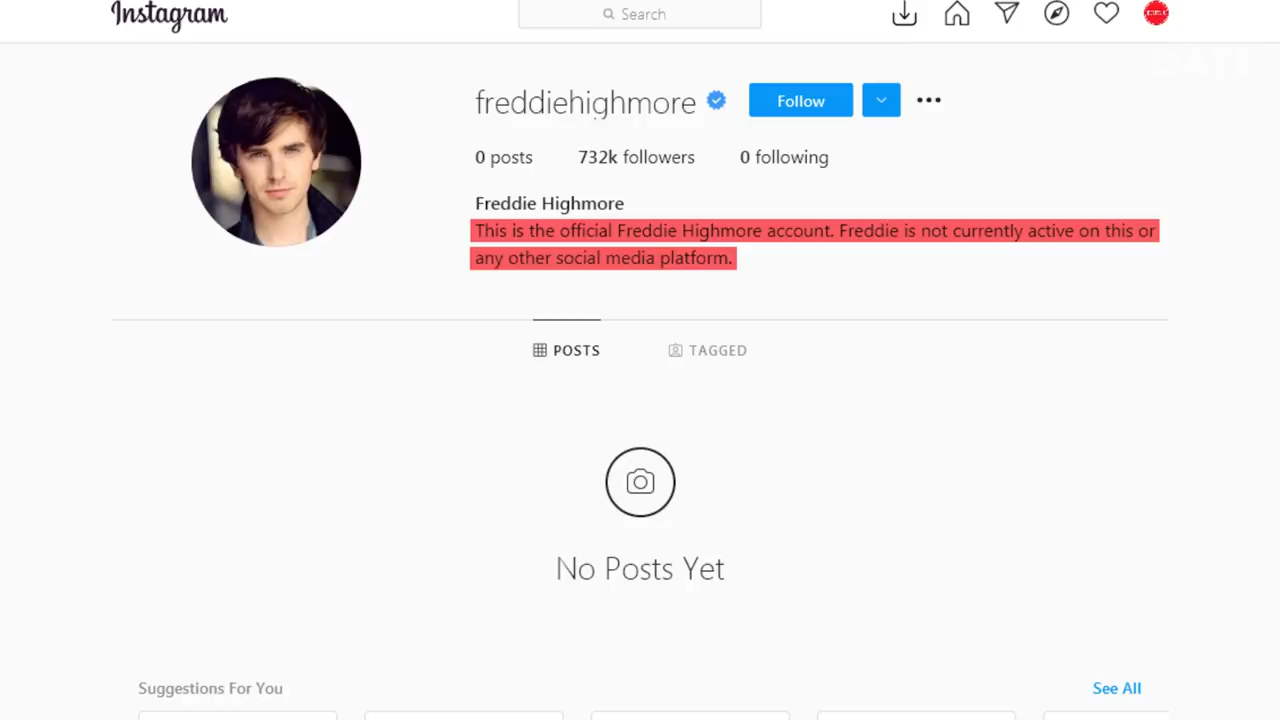 Instagram
Search
freddiehighmore
Follow
0 posts 732k followers 0 following
Freddie Highmore
This is the official Freddie Highmore account. Freddie is not currently active on this or
any other social media platform.
POSTS TAGGED
No Posts Yet
Suggestions For You
See All